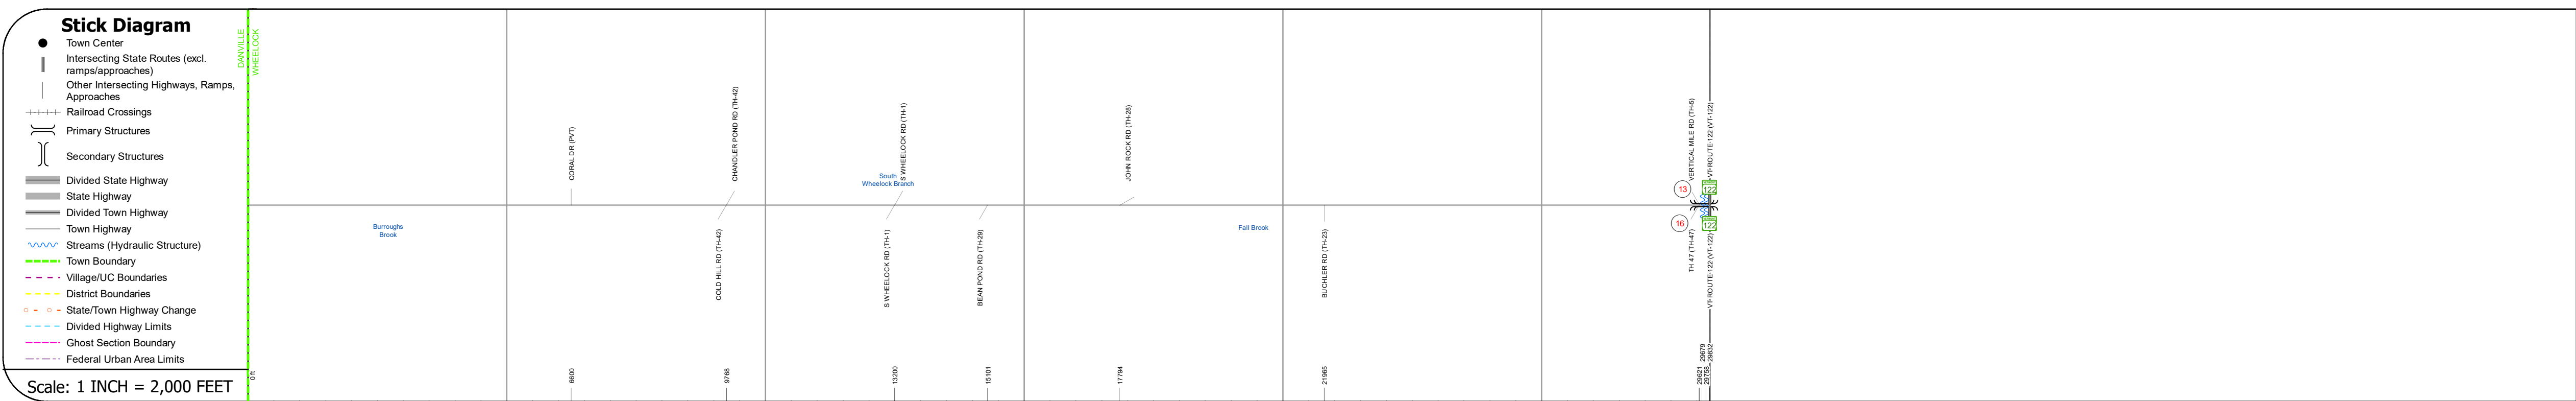 Stick Diagram
Town Center
Intersecting State Routes (excl.
ramps/approaches)
Other Intersecting Highways, Ramps,
Approaches
Railroad Crossings
Primary Structures
Secondary Structures
Divided State Highway
State Highway
Divided Town Highway
Town Highway
Streams (Hydraulic Structure)
Town Boundary
Village/UC Boundaries
District Boundaries
State/Town Highway Change
Divided Highway Limits
Ghost Section Boundary
Federal Urban Area Limits
Scale: 1 INCH = 2,000 FEET
DANVILLE
WHEELOCK
CORAL DR (PVT)
CHANDLER POND RD (TH-42)
S WHEELOCK RD (TH-1)
JOHN ROCK RD (TH-28)
VERTICAL MILE RD (TH-5)
VT-ROUTE-122 (VT-122)
South
Wheelock Branch
13
122
Burroughs
Brook
Fall Brook
16
122
COLD HILL RD (TH-42)
S WHEELOCK RD (TH-1)
BEAN POND RD (TH-29)
BUCHLER RD (TH-23)
TH 47 (TH-47)
VT-ROUTE-122 (VT-122)
0 ft
6600
9768
13200
15101
17794
21965
29621
29679
29758
29832